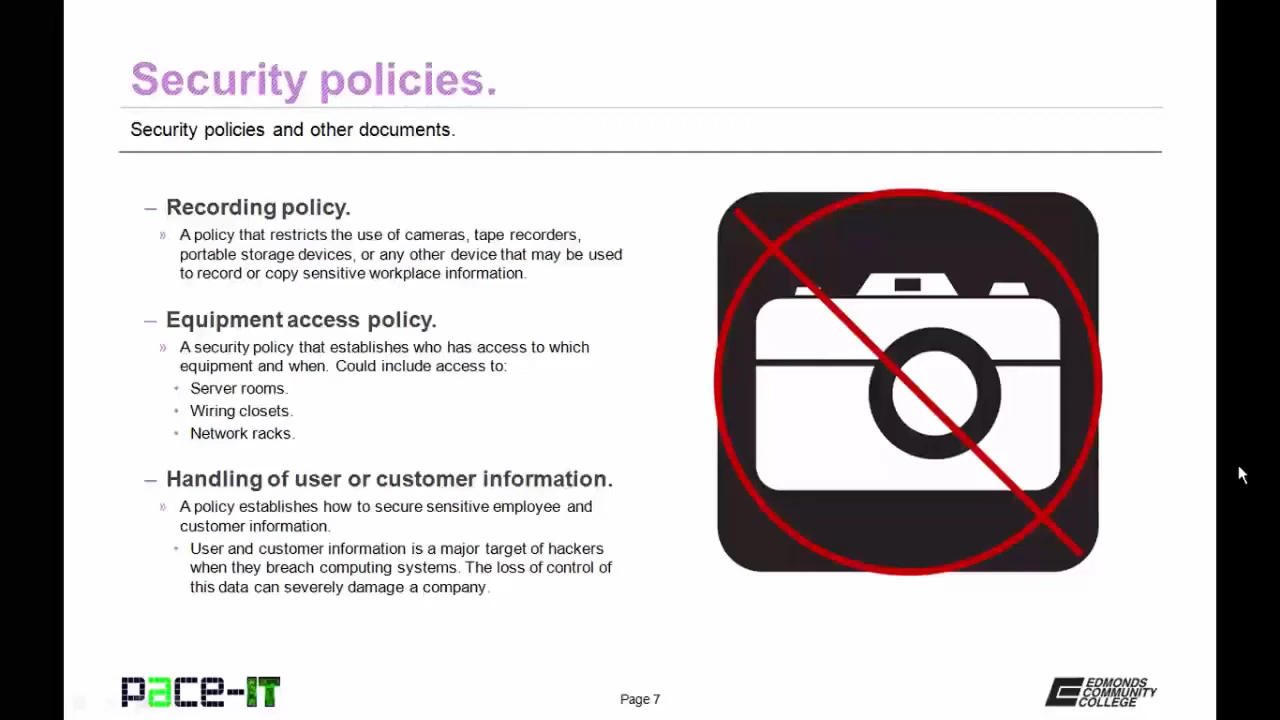 Security policies.
Security policies and other documents.
– Recording policy.
» A policy that restricts the use of cameras, tape recorders,
portable storage devices, or any other device that may be used
to record or copy sensitive workplace information.
– Equipment access policy.
» A security policy that establishes who has access to which
equipment and when. Could include access to:
• Server rooms.
• Wiring closets.
• Network racks.
– Handling of user or customer information.
» A policy establishes how to secure sensitive employee and
customer information.
• User and customer information is a major target of hackers
when they breach computing systems. The loss of control of
this data can severely damage a company.
pace-IT
Page 7
EDMONDS
COMMUNITY
COLLEGE